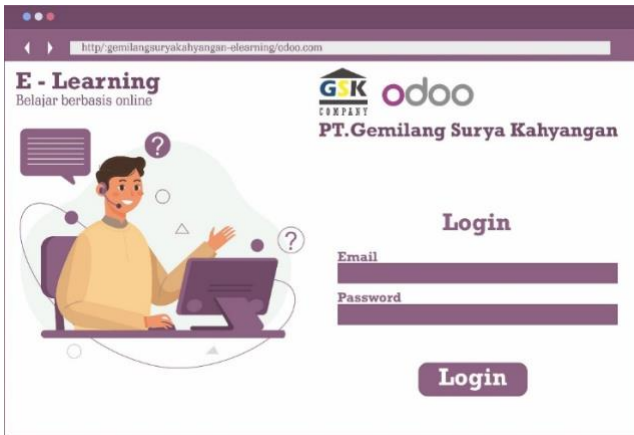 http/:gemilangsuryakahyangan-elearning/odoo.com
E - Learning
Belajar berbasis online
GSK
COMPANY
odoo
PT.Gemilang Surya Kahyangan
?
?
Login
Email
Password
Login